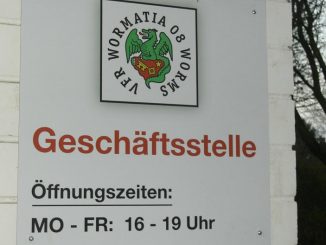 VFR WORMATIA 08 WORMS
Geschäftsstelle
Öffnungszeiten:
MO - FR: 16 - 19 Uhr